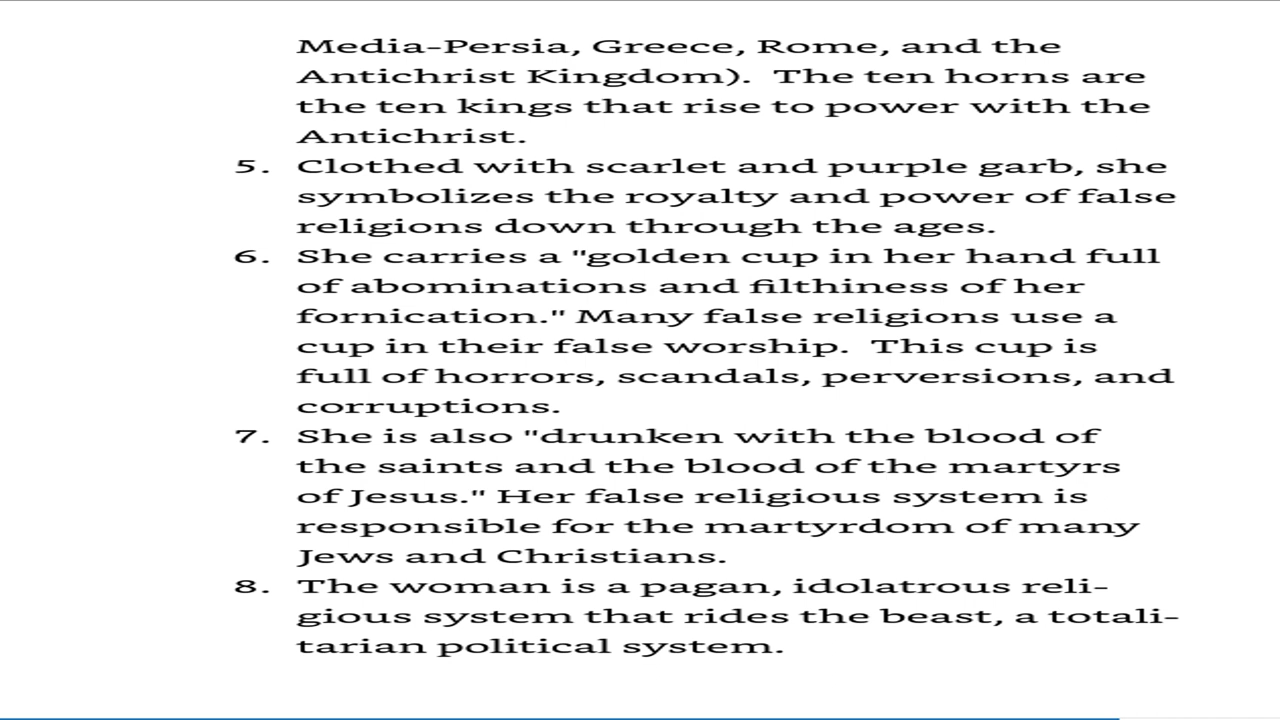 Media-Persia, Greece, Rome, and the
Antichrist Kingdom).  The ten horns are
the ten kings that rise to power with the
Antichrist.
5. Clothed with scarlet and purple garb, she
symbolizes the royalty and power of false
religions down through the ages.
6. She carries a "golden cup in her hand full
of abominations and filthiness of her
fornication." Many false religions use a
cup in their false worship.  This cup is
full of horrors, scandals, perversions, and
corruptions.
7. She is also "drunken with the blood of
the saints and the blood of the martyrs
of Jesus." Her false religious system is
responsible for the martyrdom of many
Jews and Christians.
8. The woman is a pagan, idolatrous reli-
gious system that rides the beast, a totali-
tarian political system.